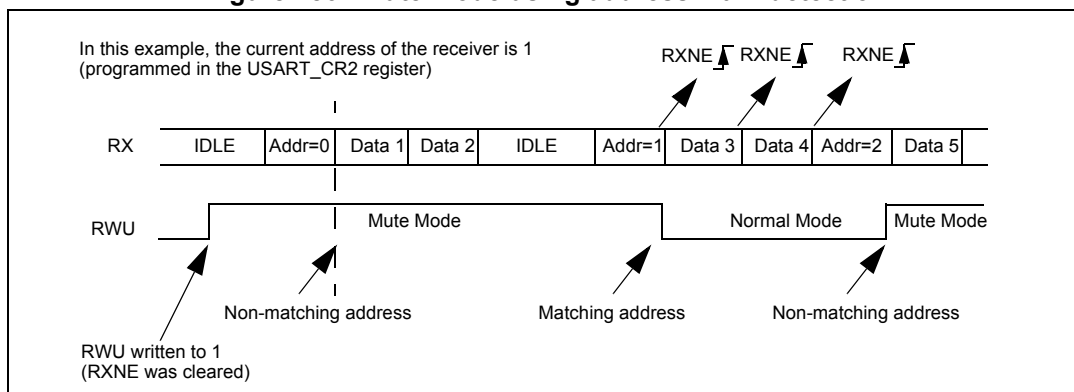 In this example, the current address of the receiver is 1
(programmed in the USART_CR2 register)
RXNE RXNE RXNE
RX IDLE Addr=0 Data 1 Data 2 IDLE Addr=1 Data 3 Data 4 Addr=2 Data 5
RWU Mute Mode Normal Mode Mute Mode
Non-matching address Matching address Non-matching address
RWU written to 1
(RXNE was cleared)